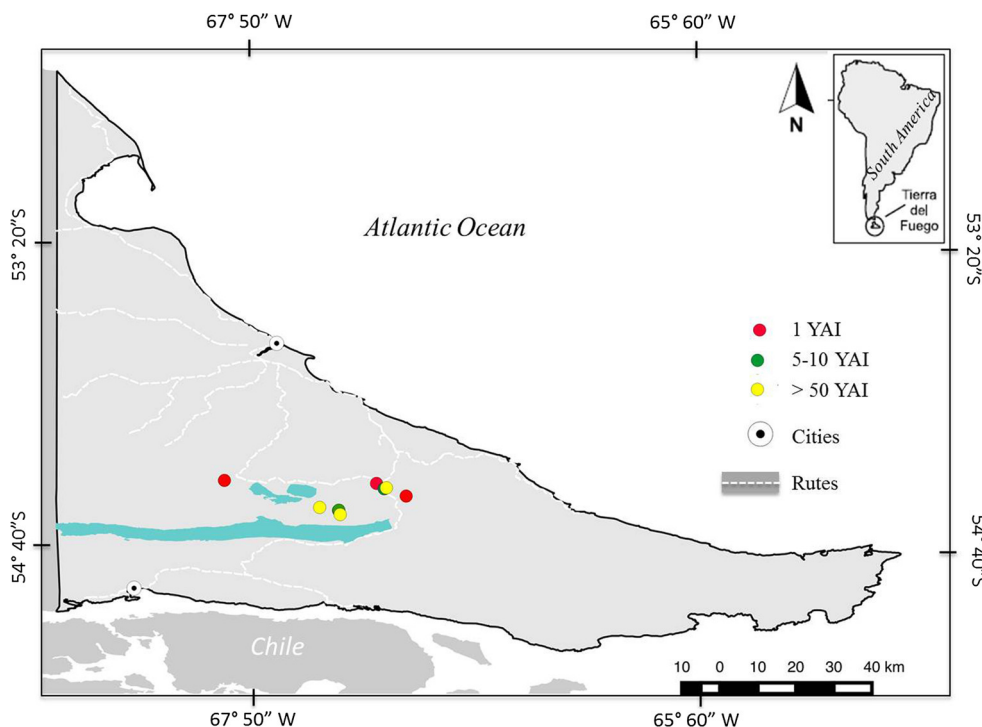 67° 50” W
65° 60” W
N
South America
Tierra
del
Fuego
Atlantic Ocean
53° 20”S
53° 20”S
1 YAI
5-10 YAI
> 50 YAI
Cities
Rutes
54° 40”S
54° 40”S
Chile
10 0 10 20 30 40 km
67° 50” W
65° 60” W